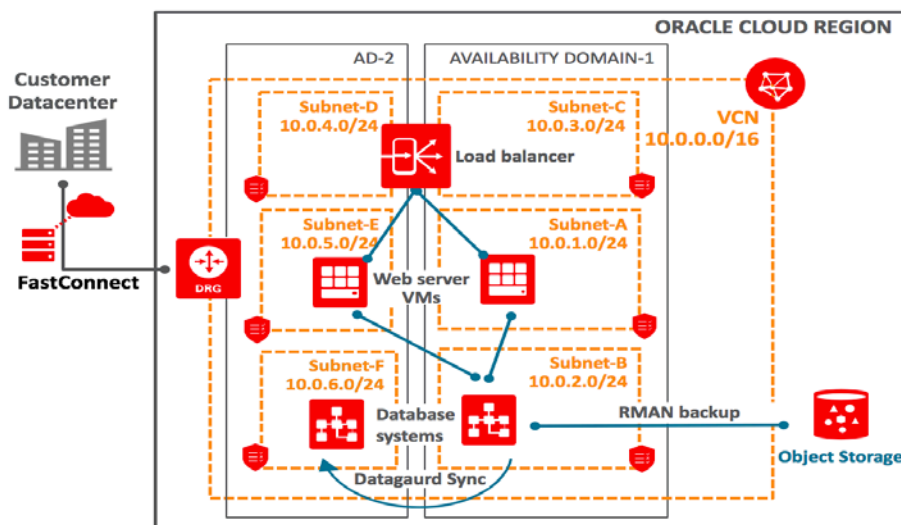 ORACLE CLOUD REGION
AD-2
AVAILABILITY DOMAIN-1
Customer
Datacenter
Subnet-D
10.0.4.0/24
Subnet-C
10.0.3.0/24
VCN
10.0.0.0/16
Load balancer
Subnet-E
10.0.5.0/24
Subnet-A
10.0.1.0/24
FastConnect
DRG
Web server
VMs
Subnet-F
10.0.6.0/24
Subnet-B
10.0.2.0/24
Database
systems
RMAN backup
Object Storage
Datagaurd Sync